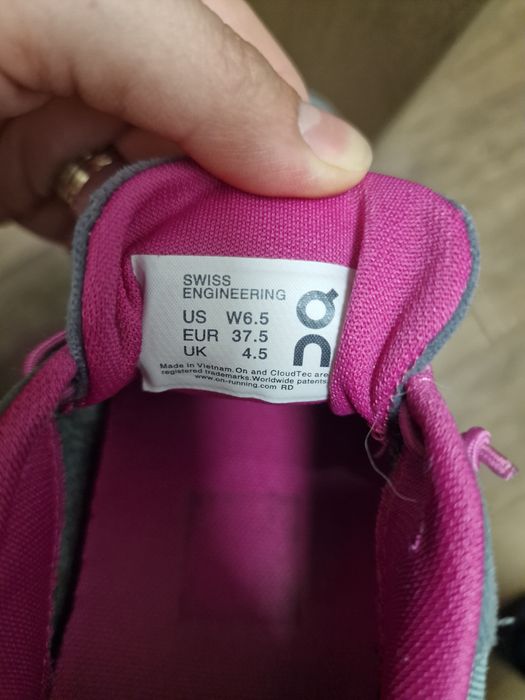 SWISS
ENGINEERING
US W6.5
EUR 37.5
UK 4.5
On
Made in Vietnam. On and CloudTec are
registered trademarks. Worldwide patents
www.on-running.com RD